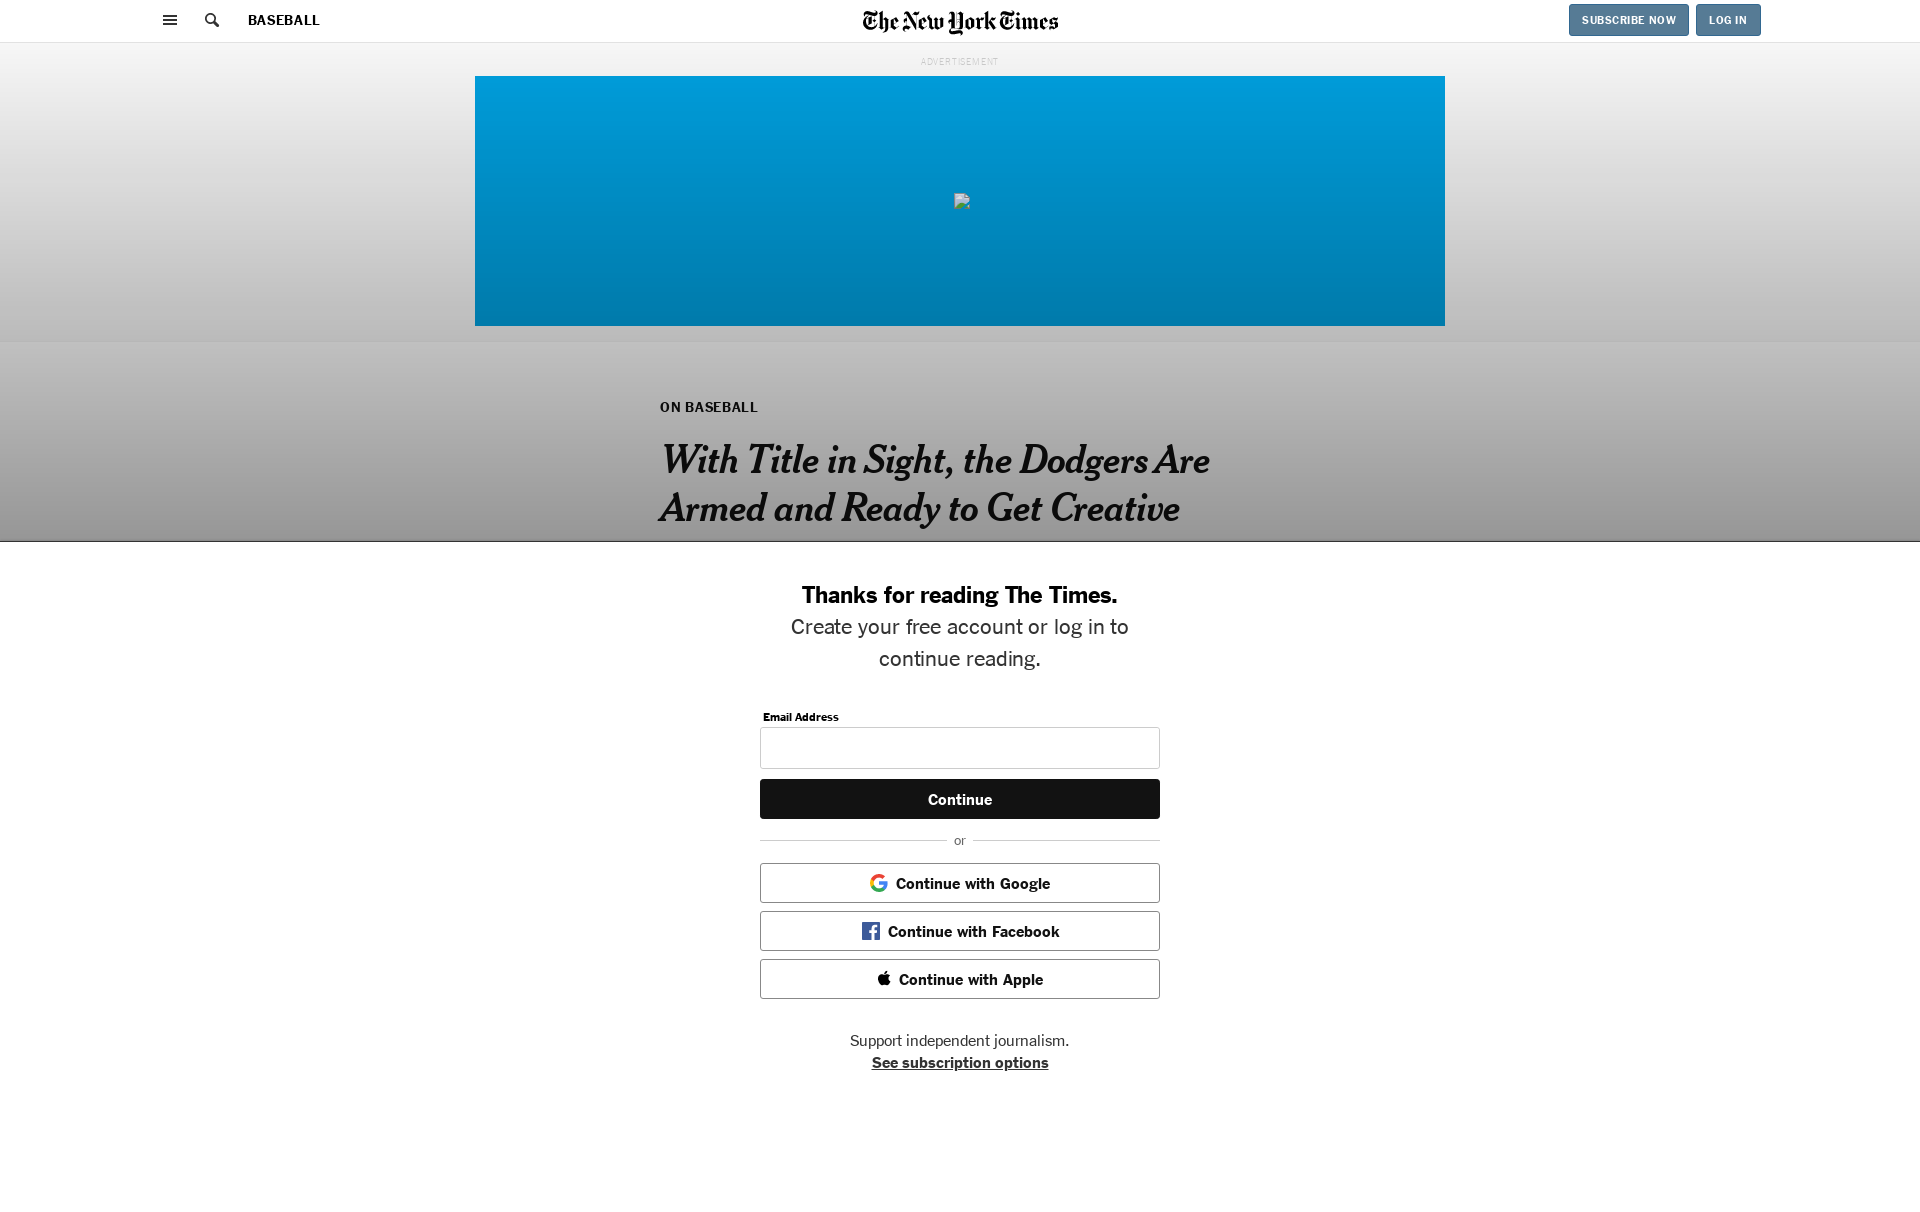 BASEBALL
The New York Times
SUBSCRIBE NOW
LOG IN
ADVERTISEMENT
ON BASEBALL
With Title in Sight, the Dodgers Are
Armed and Ready to Get Creative
Thanks for reading The Times.
Create your free account or log in to
continue reading.
Email Address
Continue
or
Continue with Google
Continue with Facebook
Continue with Apple
Support independent journalism.
See subscription options